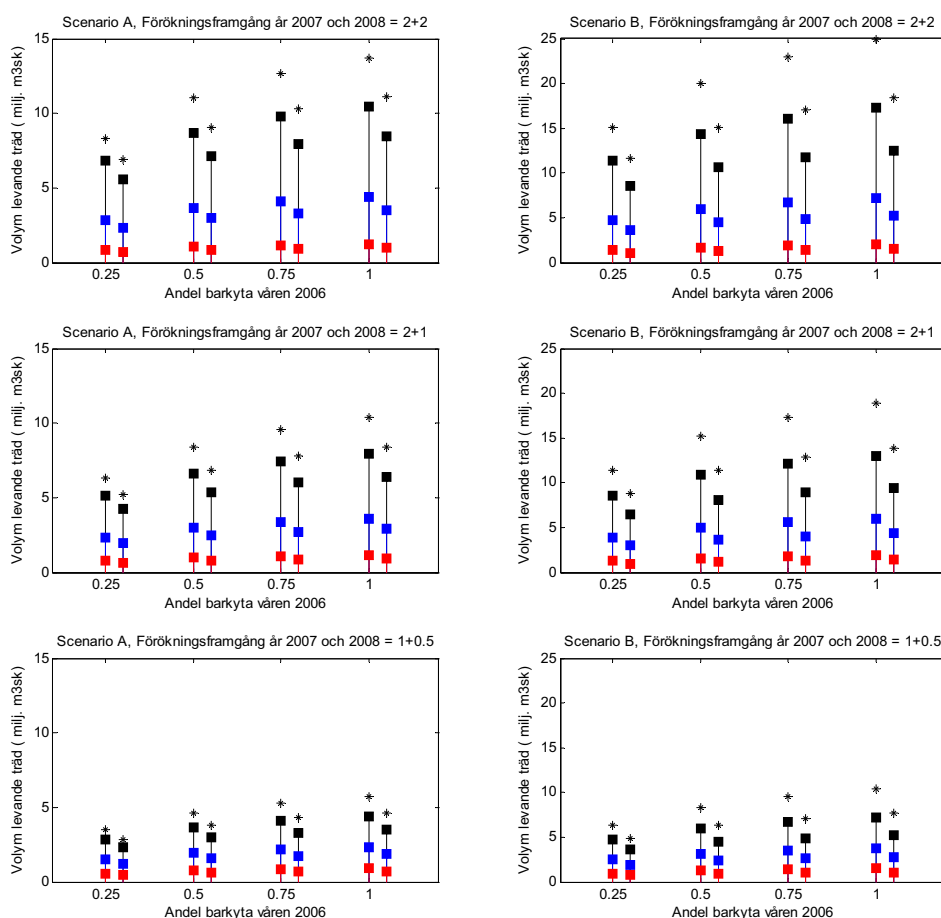 Scenario A, Förökningsframgång år 2007 och 2008 = 2+2
15
10
5
0
Volym levande träd ( milj. m3sk)
0.25 0.5 0.75 1
Andel barkyta våren 2006
Scenario B, Förökningsframgång år 2007 och 2008 = 2+2
25
20
15
10
5
0
Volym levande träd ( milj. m3sk)
0.25 0.5 0.75 1
Andel barkyta våren 2006
Scenario A, Förökningsframgång år 2007 och 2008 = 2+1
15
10
5
0
Volym levande träd ( milj. m3sk)
0.25 0.5 0.75 1
Andel barkyta våren 2006
Scenario B, Förökningsframgång år 2007 och 2008 = 2+1
25
20
15
10
5
0
Volym levande träd ( milj. m3sk)
0.25 0.5 0.75 1
Andel barkyta våren 2006
Scenario A, Förökningsframgång år 2007 och 2008 = 1+0.5
15
10
5
0
Volym levande träd ( milj. m3sk)
0.25 0.5 0.75 1
Andel barkyta våren 2006
Scenario B, Förökningsframgång år 2007 och 2008 = 1+0.5
25
20
15
10
5
0
Volym levande träd ( milj. m3sk)
0.25 0.5 0.75 1
Andel barkyta våren 2006